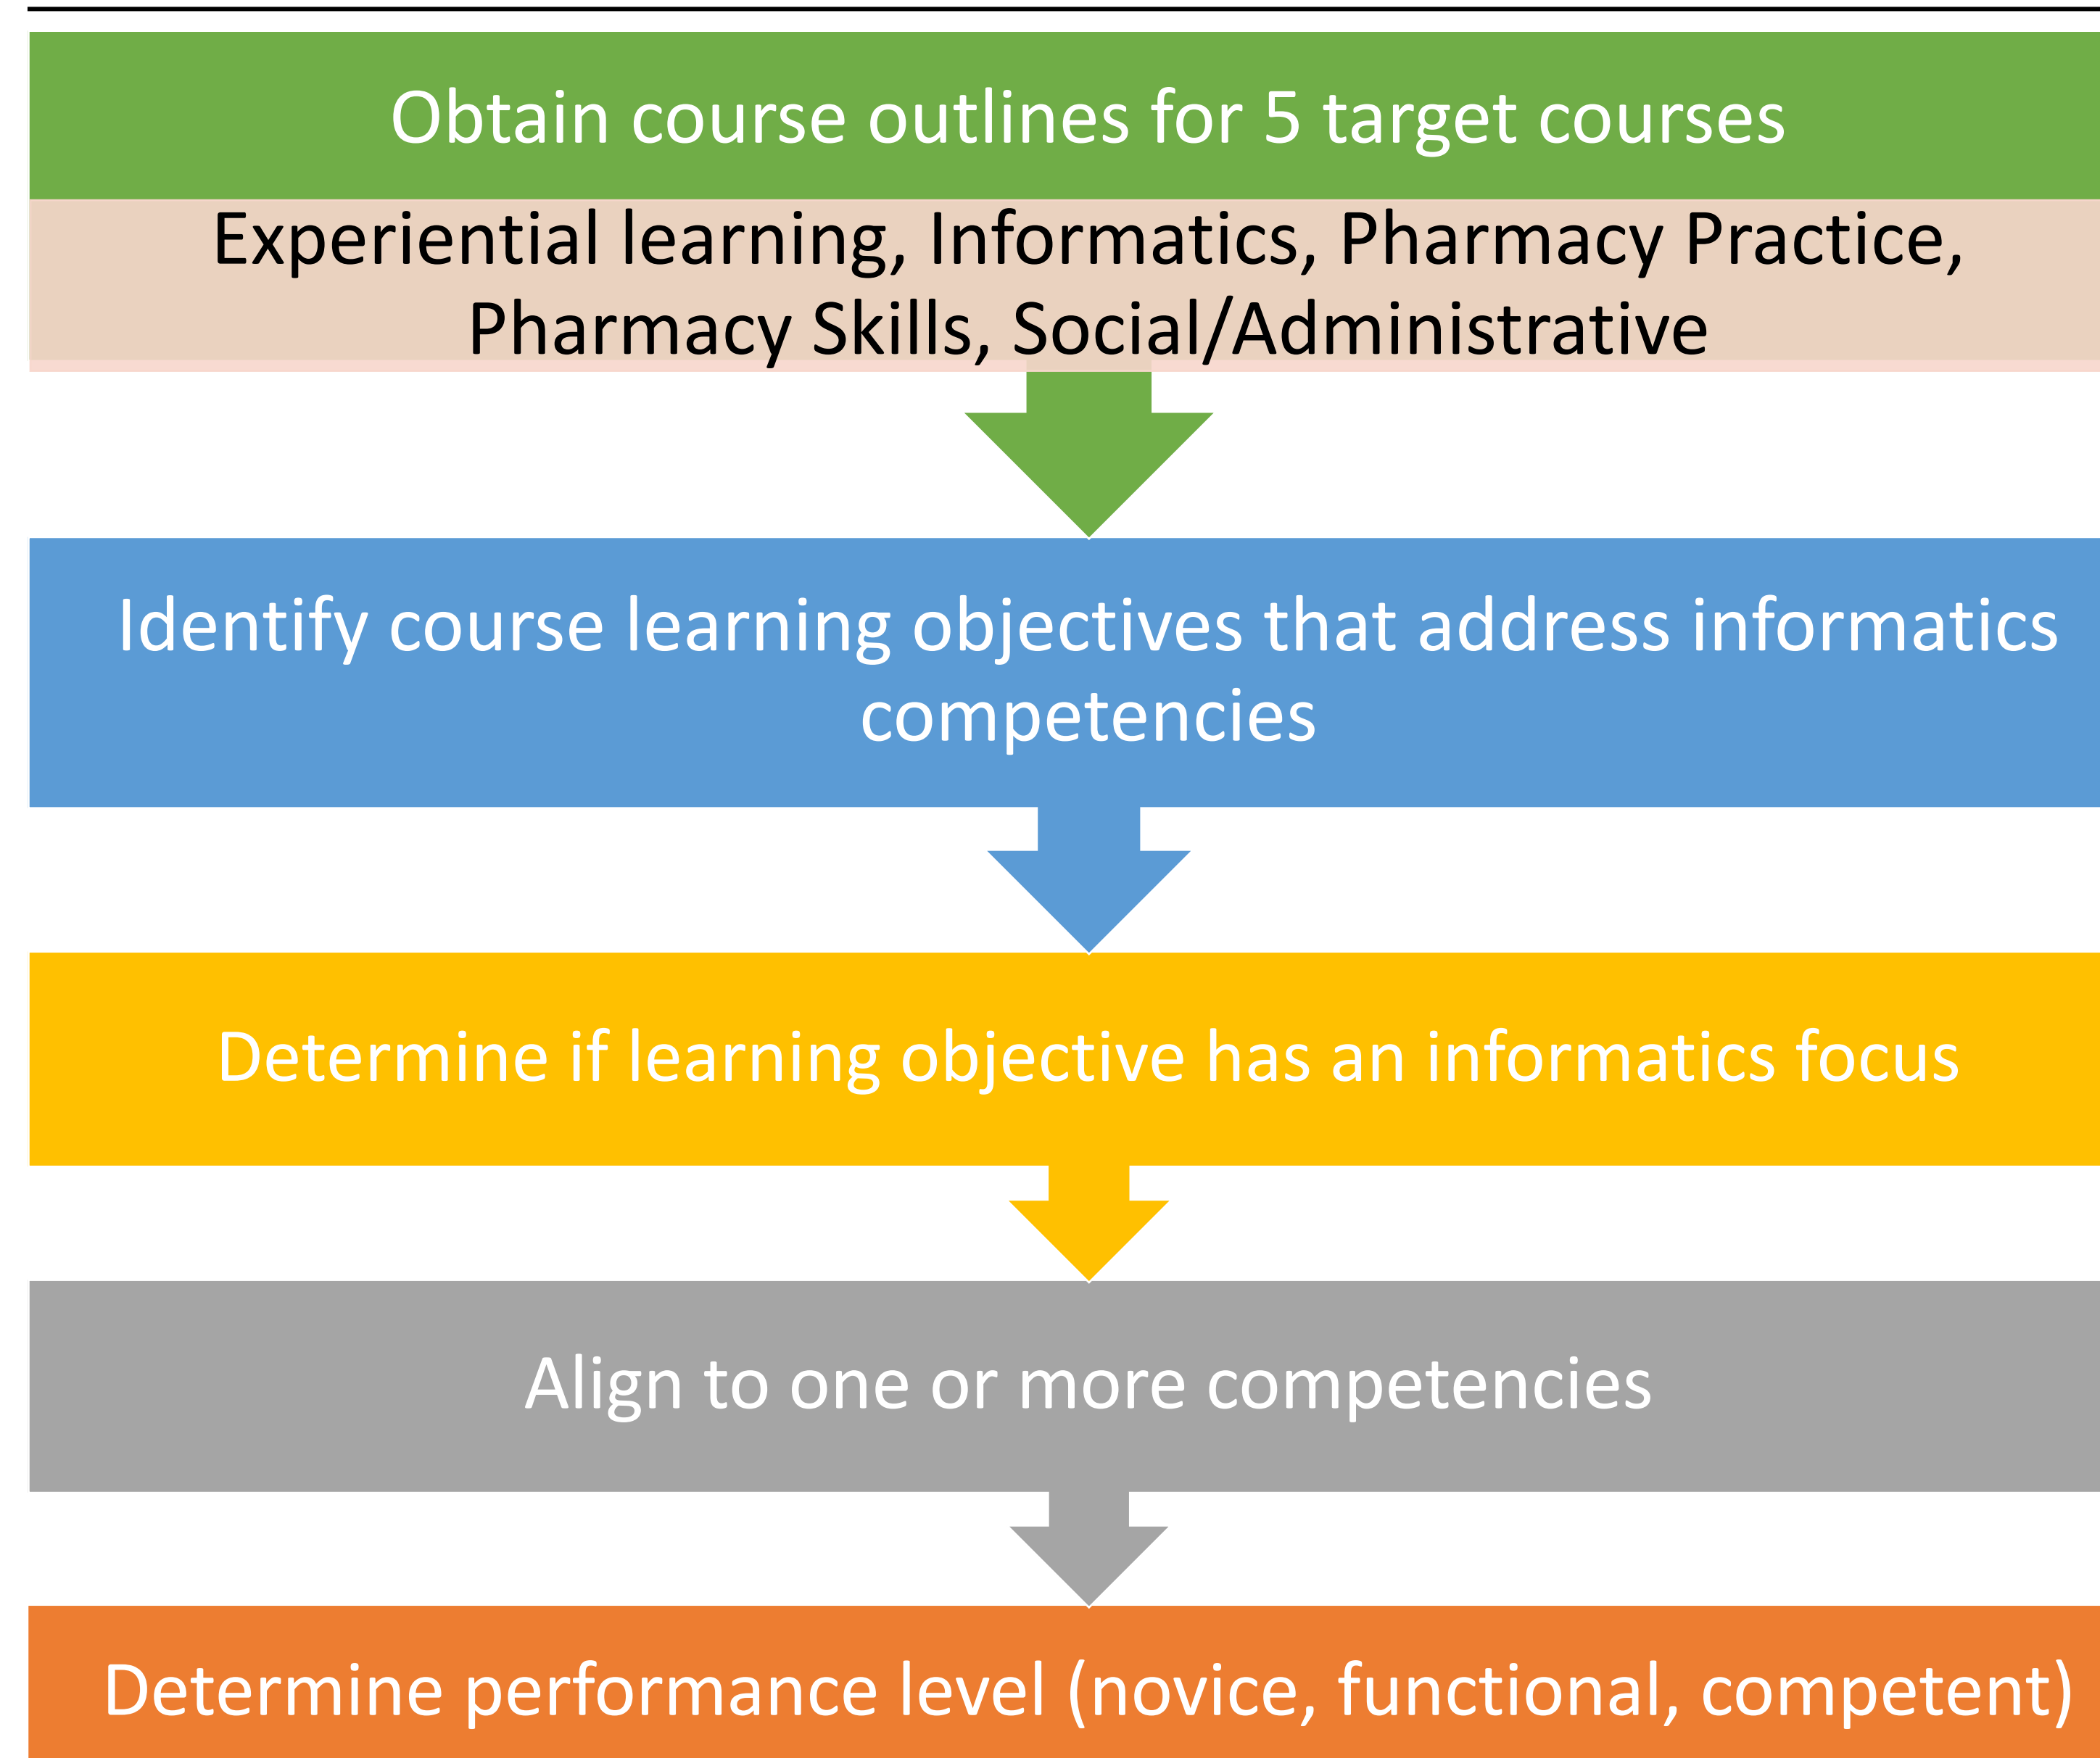 Obtain course outlines for 5 target courses
Experiential learning, Informatics, Pharmacy Practice,
Pharmacy Skills, Social/Administrative
Identify course learning objectives that address informatics
competencies
Determine if learning objective has an informatics focus
Align to one or more competencies
Determine performance level (novice, functional, competent)